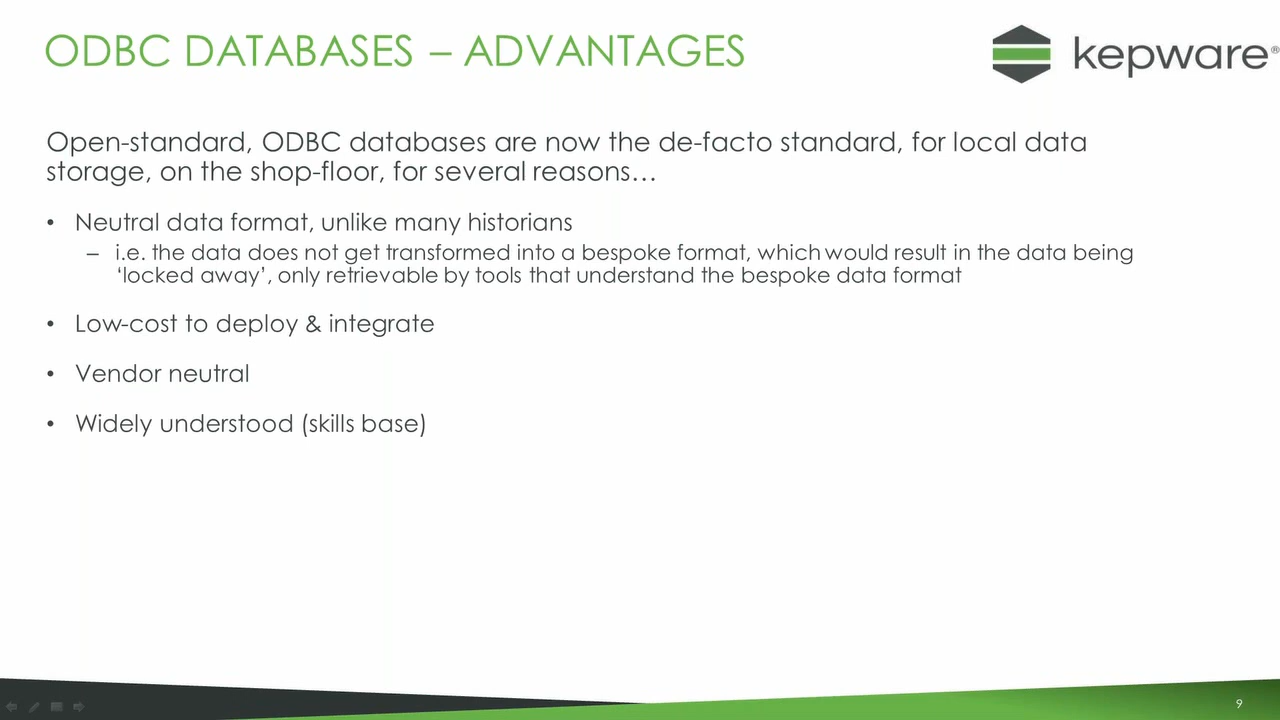 ODBC DATABASES – ADVANTAGES
kepware®
Open-standard, ODBC databases are now the de-facto standard, for local data
storage, on the shop-floor, for several reasons…
• Neutral data format, unlike many historians
– i.e. the data does not get transformed into a bespoke format, which would result in the data being
‘locked away’, only retrievable by tools that understand the bespoke data format
• Low-cost to deploy & integrate
• Vendor neutral
• Widely understood (skills base)
9